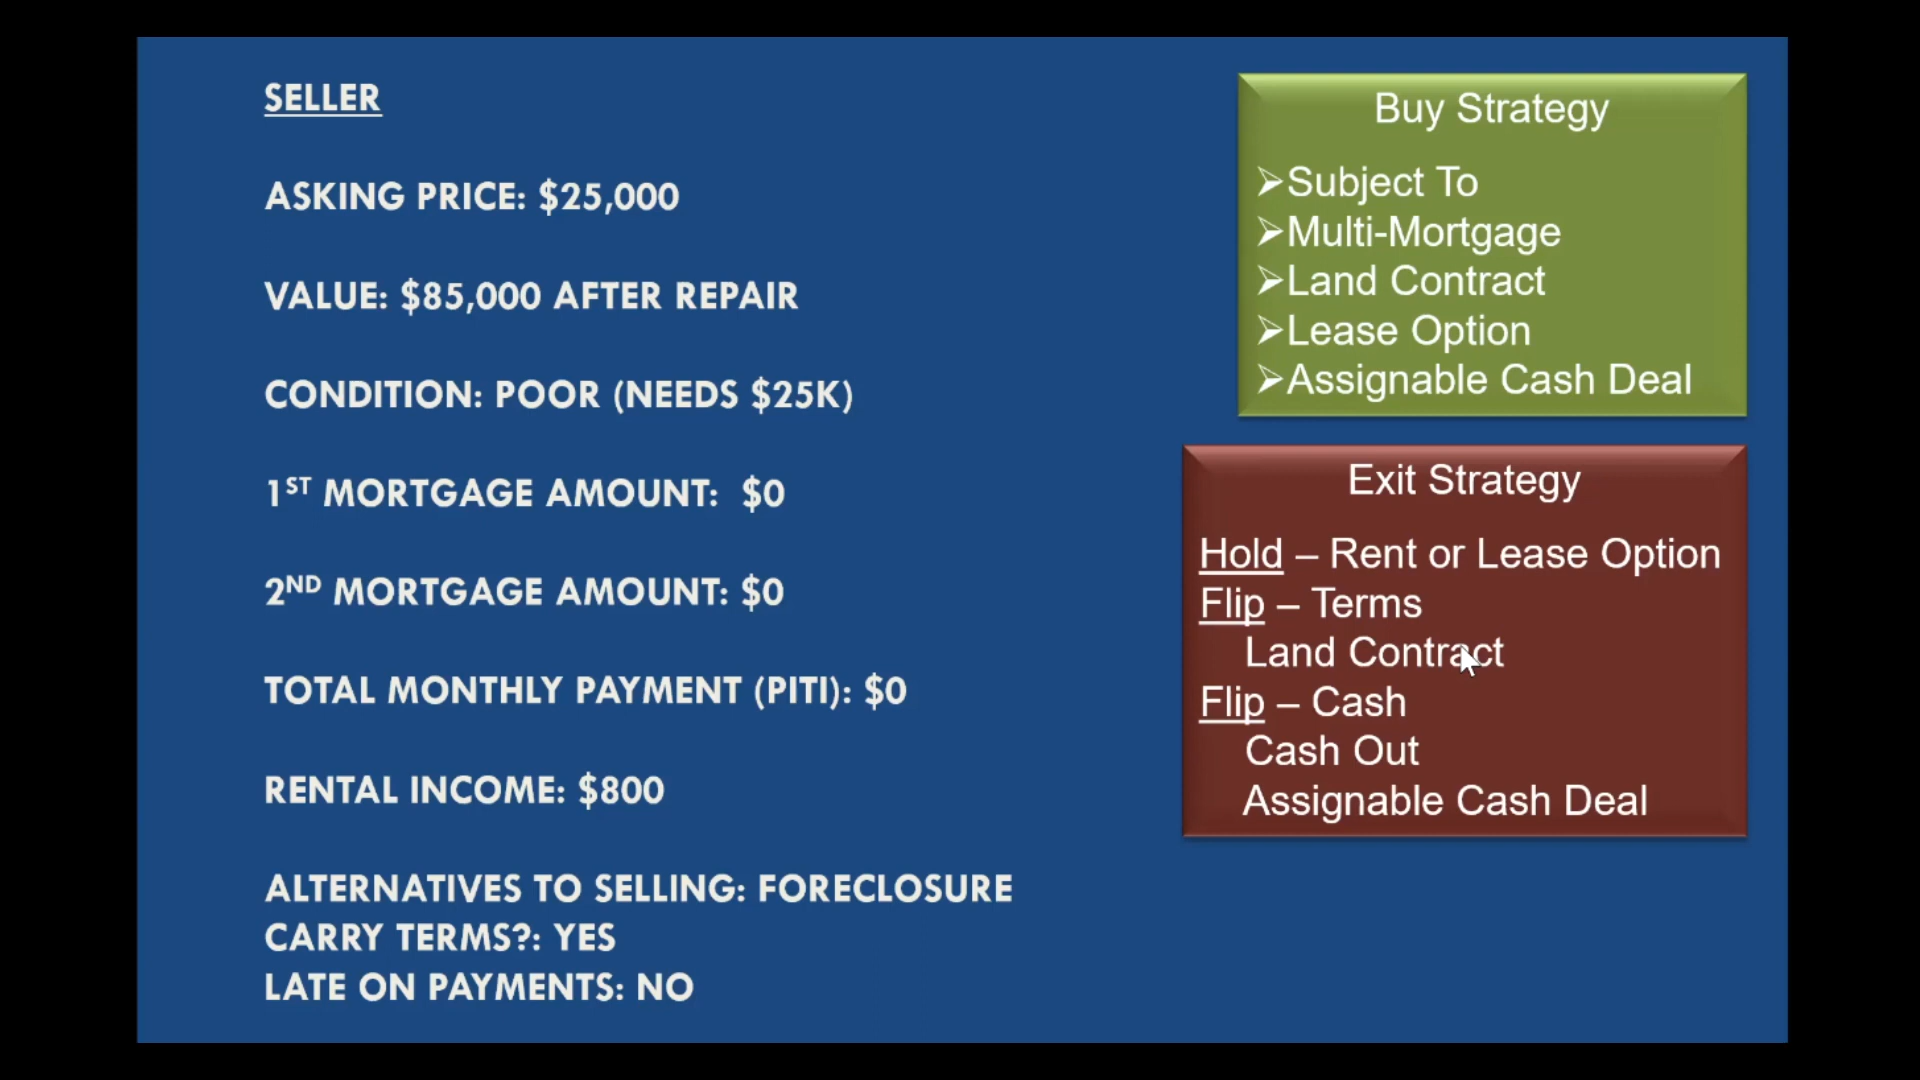 SELLER
ASKING PRICE: $25,000
VALUE: $85,000 AFTER REPAIR
CONDITION: POOR (NEEDS $25K)
1ST MORTGAGE AMOUNT: $0
2ND MORTGAGE AMOUNT: $0
TOTAL MONTHLY PAYMENT (PITI): $0
RENTAL INCOME: $800
ALTERNATIVES TO SELLING: FORECLOSURE
CARRY TERMS?: YES
LATE ON PAYMENTS: NO
Buy Strategy
➢Subject To
➢Multi-Mortgage
➢Land Contract
➢Lease Option
➢Assignable Cash Deal
Exit Strategy
Hold – Rent or Lease Option
Flip – Terms
Land Contract
Flip – Cash
Cash Out
Assignable Cash Deal